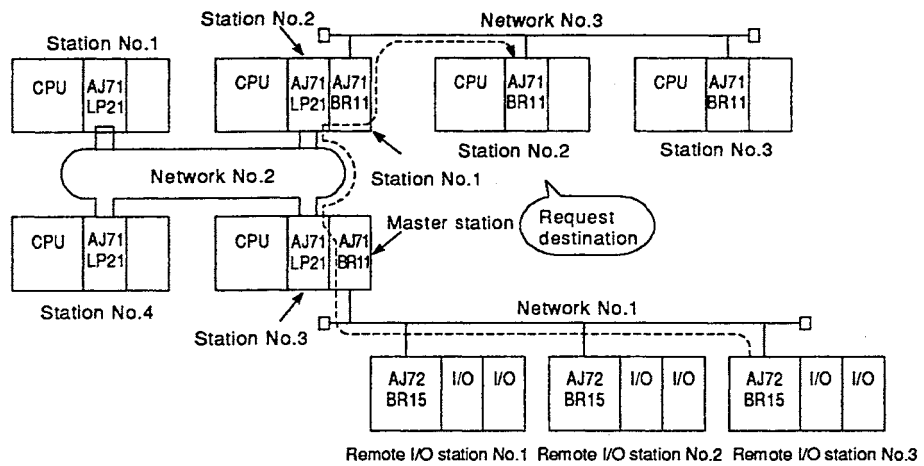 Station No.2
Network No.3
Station No.1
CPU
AJ71
LP21
CPU
AJ71
LP21
AJ71
BR11
CPU
AJ71
BR11
CPU
AJ71
BR11
Station No.2
Station No.3
Station No.1
Network No.2
Master station
Request
destination
CPU
AJ71
LP21
CPU
AJ71
LP21
AJ71
BR11
Station No.4
Station No.3
Network No.1
AJ72
BR15
I/O
I/O
AJ72
BR15
I/O
I/O
AJ72
BR15
I/O
I/O
Remote I/O station No.1
Remote I/O station No.2
Remote I/O station No.3